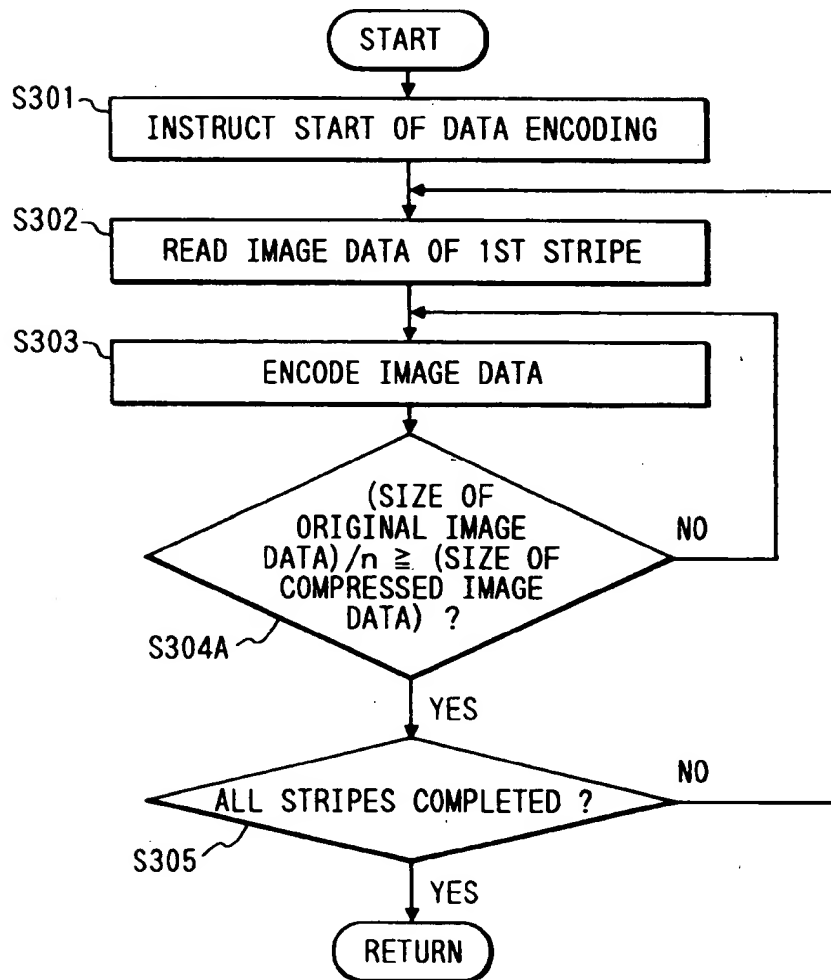 START
S301
INSTRUCT START OF DATA ENCODING
S302
READ IMAGE DATA OF 1ST STRIPE
S303
ENCODE IMAGE DATA
(SIZE OF
ORIGINAL IMAGE
DATA)/n ≧ (SIZE OF
COMPRESSED IMAGE
DATA) ?
NO
S304A
YES
ALL STRIPES COMPLETED ?
NO
S305
YES
RETURN